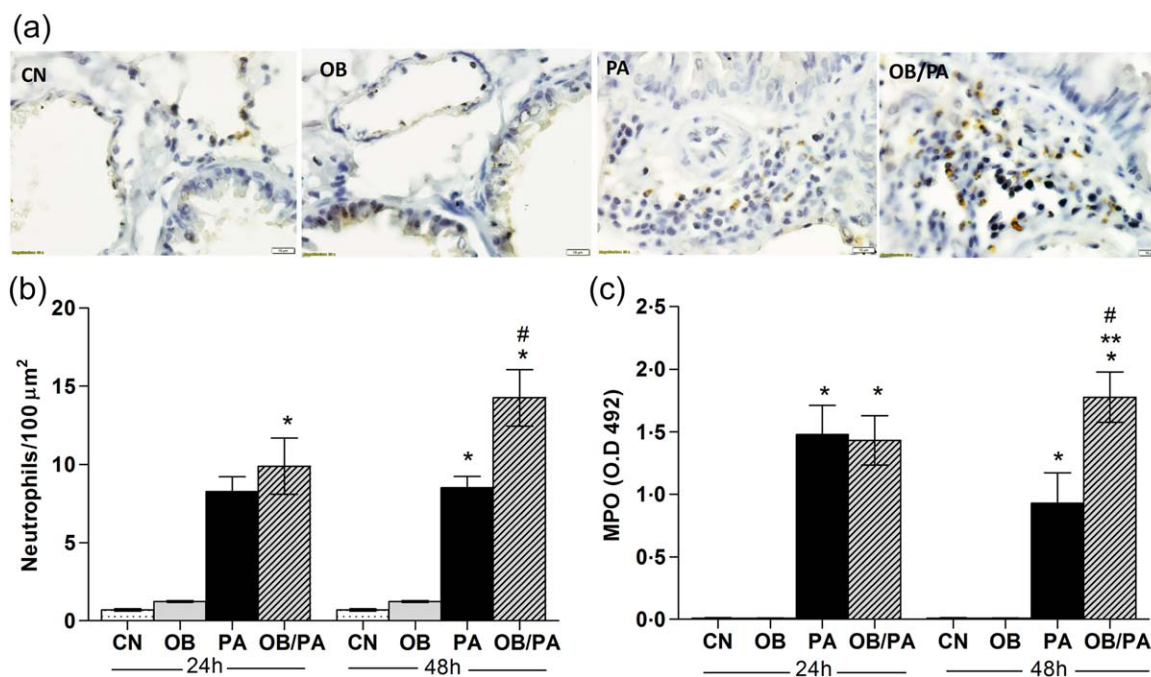 (a)
CN
OB
PA
OB/PA
(b)
Neutrophils/100 μm²
20
15
10
5
0
*
*
#
*
CN OB PA OB/PA CN OB PA OB/PA
24h 48h
(c)
MPO (O.D 492)
2·5
2·0
1·5
1·0
0·5
0·0
*
*
*
#
**
*
CN OB PA OB/PA CN OB PA OB/PA
24h 48h